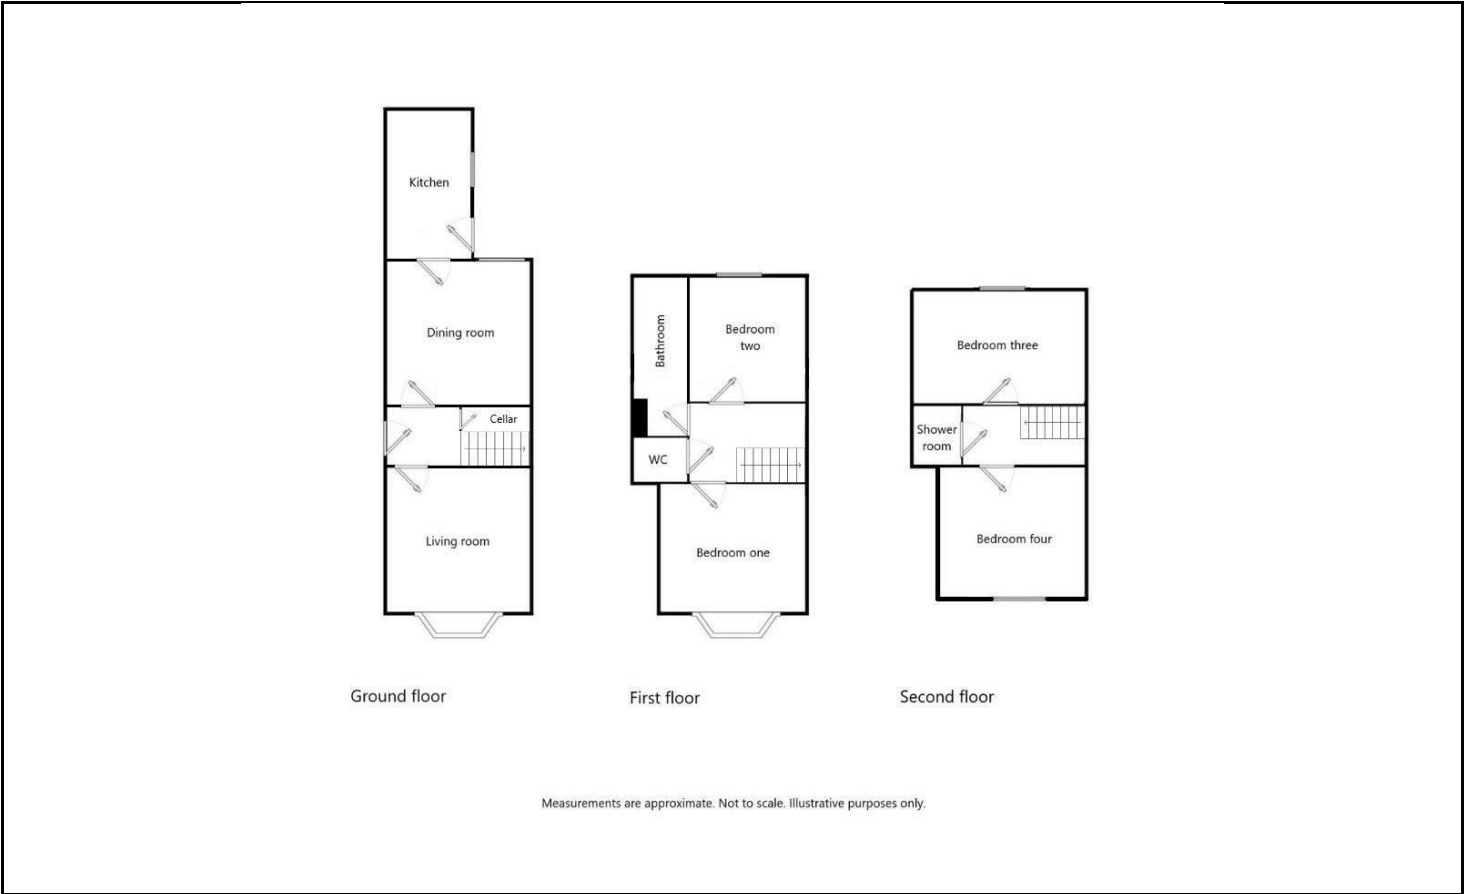 Kitchen
Dining room
Cellar
Living room
Ground floor
Bathroom
Bedroom
two
WC
Bedroom one
First floor
Bedroom three
Shower
room
Bedroom four
Second floor
Measurements are approximate. Not to scale. Illustrative purposes only.